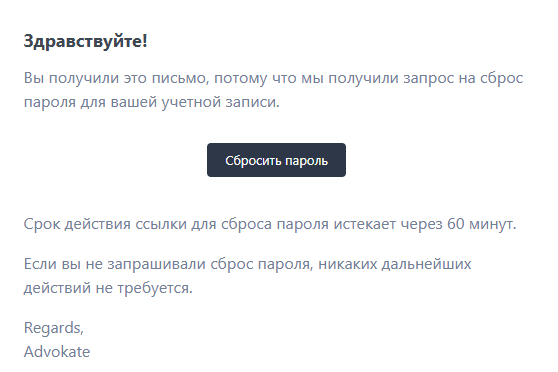 Здравствуйте!
Вы получили это письмо, потому что мы получили запрос на сброс
пароля для вашей учетной записи.
Сбросить пароль
Срок действия ссылки для сброса пароля истекает через 60 минут.
Если вы не запрашивали сброс пароля, никаких дальнейших
действий не требуется.
Regards,
Advokate